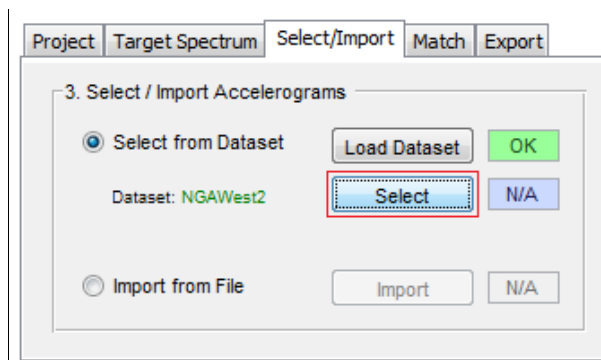 Project Target Spectrum Select/Import Match Export
3. Select / Import Accelerograms
Select from Dataset Load Dataset OK
Dataset: NGAWest2 Select N/A
Import from File Import N/A